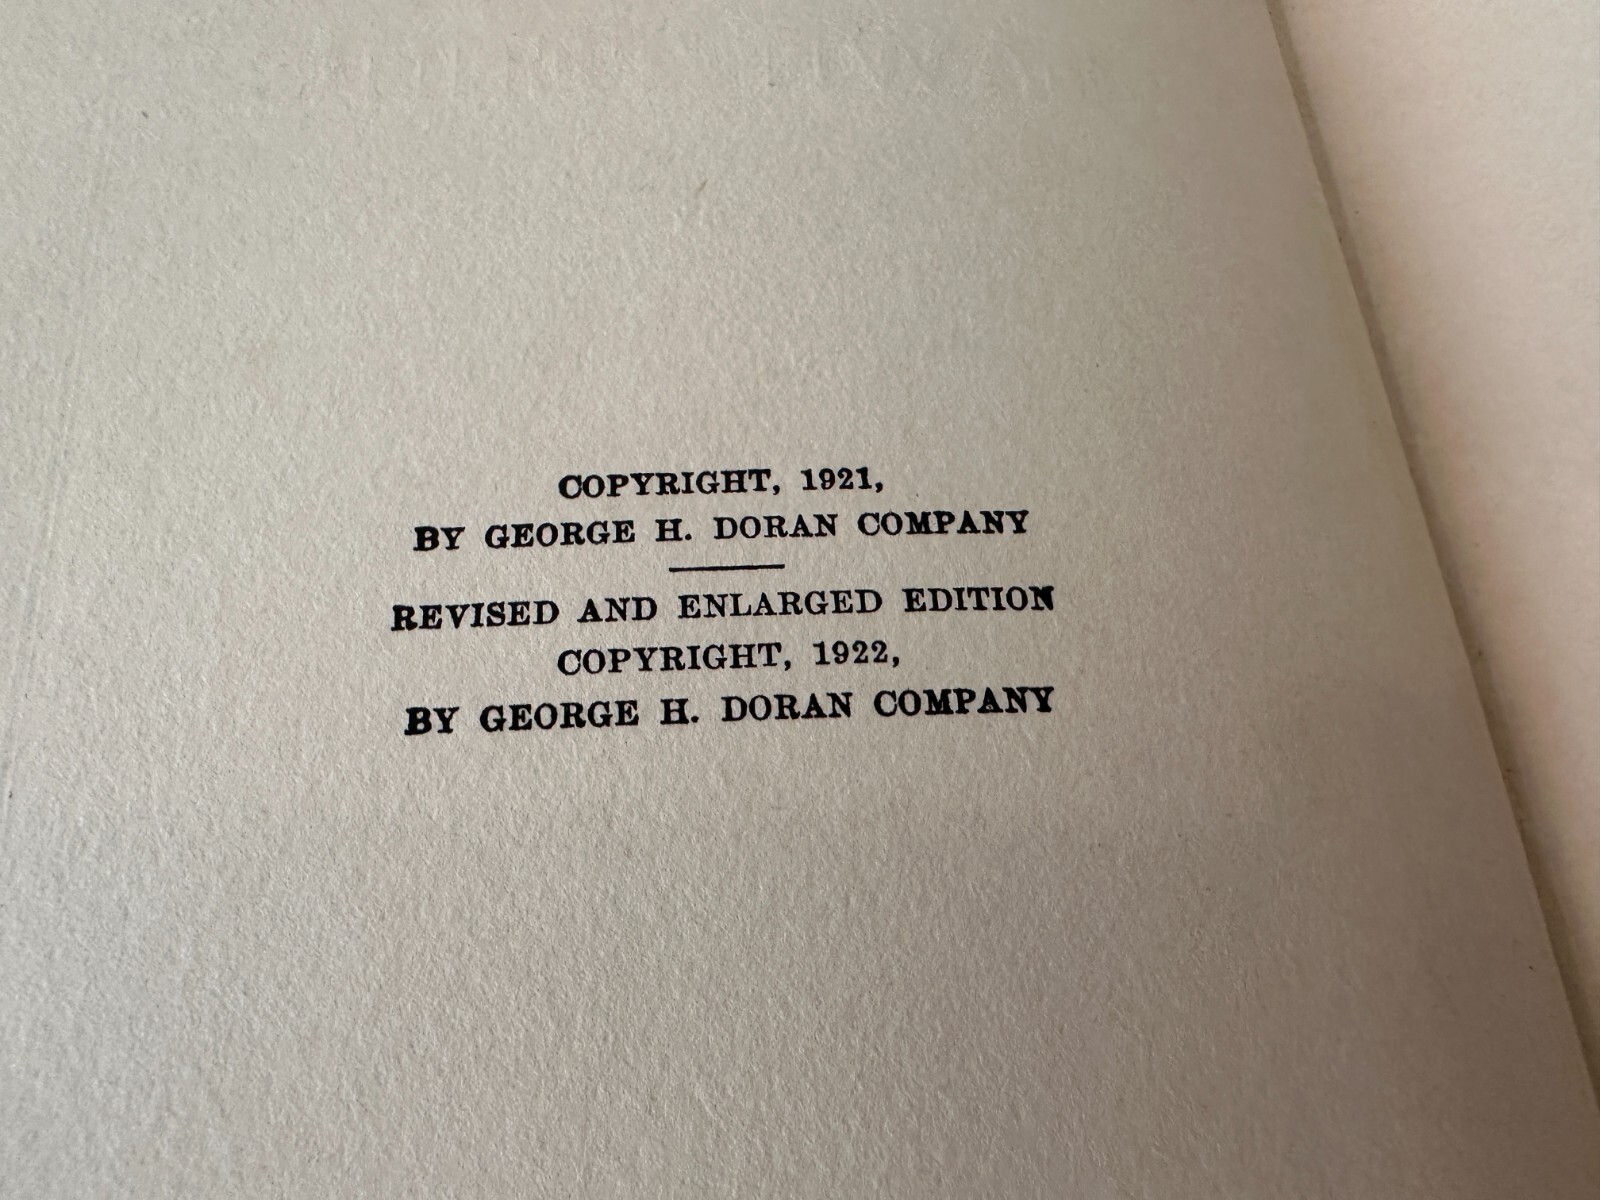 COPYRIGHT, 1921,
BY GEORGE H. DORAN COMPANY
REVISED AND ENLARGED EDITION
COPYRIGHT, 1922,
BY GEORGE H. DORAN COMPANY